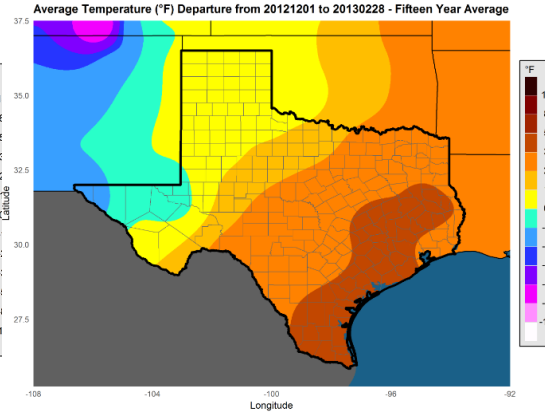 Average Temperature (°F) Departure from 20121201 to 20130228 - Fifteen Year Average
37.5
35.0
32.5
30.0
27.5
Latitude
-108
-104
-100
-96
-92
Longitude
°F